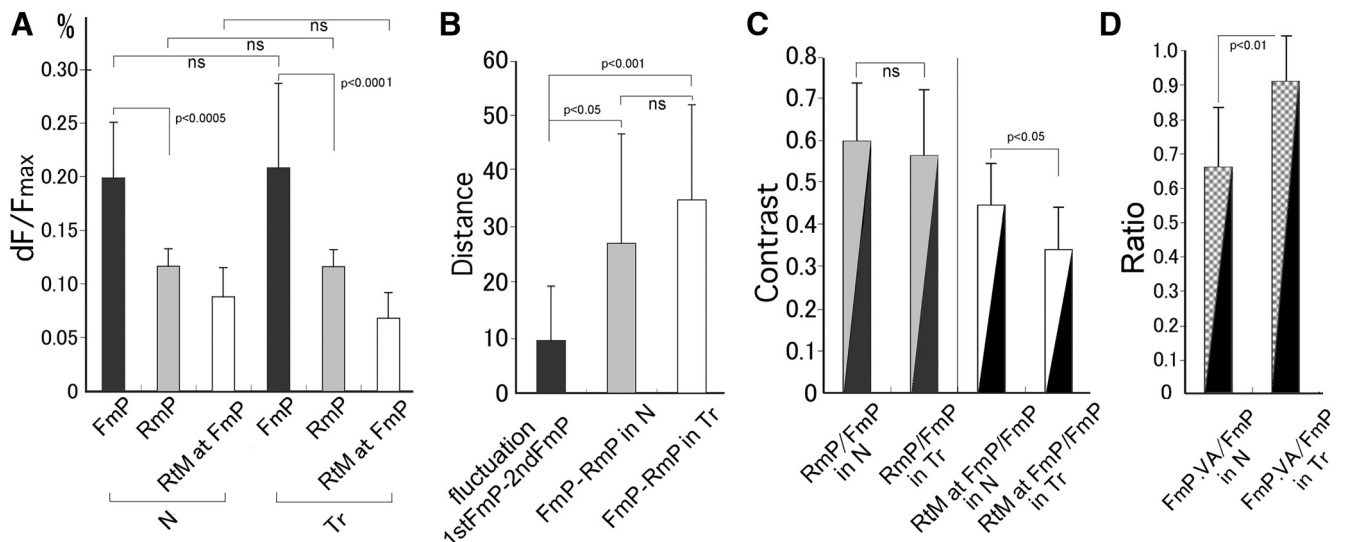 A
%
dF/Fmax
0.30
0.25
0.20
0.15
0.10
0.05
0
ns
ns
ns
p<0.0005
p<0.0001
FmP
RmP
RtM at FmP
FmP
RmP
RtM at FmP
N
Tr
B
Distance
60
50
40
30
20
10
0
p<0.001
p<0.05
ns
fluctuation
1stFmP-2ndFmP
FmP-RmP in N
FmP-RmP in Tr
C
Contrast
0.8
0.7
0.6
0.5
0.4
0.3
0.2
0.1
0
ns
p<0.05
RmP/FmP
in N
RmP/FmP
in Tr
RtM at FmP/FmP
in N
RtM at FmP/FmP
in Tr
D
Ratio
1.0
0.9
0.8
0.7
0.6
0.5
0.4
0.3
0.2
0.1
0
p<0.01
FmP.VA/FmP
in N
FmP.VA/FmP
in Tr